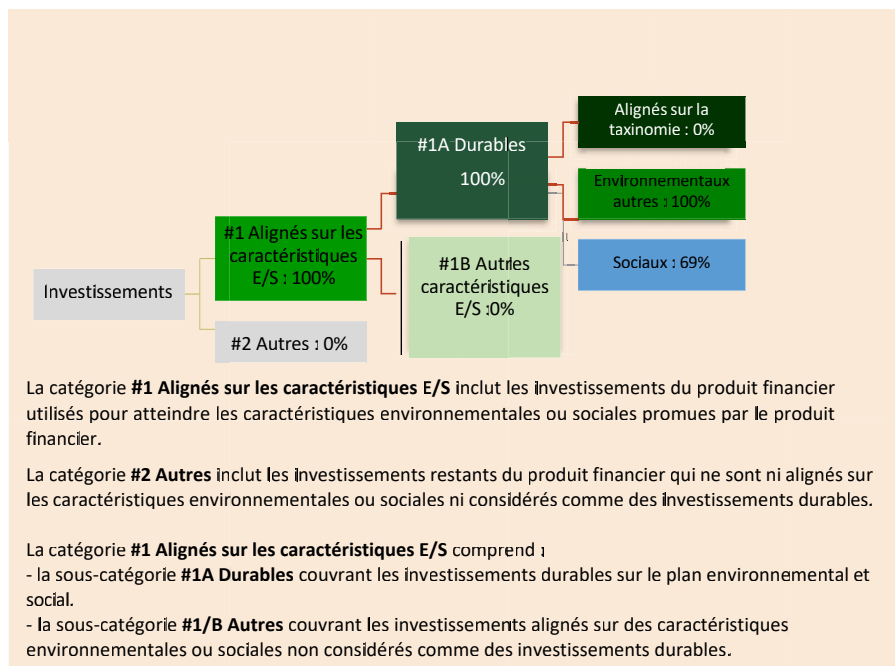 Alignés sur la
taxinomie : 0%
#1A Durables
100%
Environnementaux
autres : 100%
#1 Alignés sur les
caractéristiques
E/S : 100%
#1B Autres
caractéristiques
E/S :0%
Sociaux : 69%
Investissements
#2 Autres : 0%
La catégorie #1 Alignés sur les caractéristiques E/S inclut les investissements du produit financier
utilisés pour atteindre les caractéristiques environnementales ou sociales promues par le produit
financier.
La catégorie #2 Autres inclut les investissements restants du produit financier qui ne sont ni alignés sur
les caractéristiques environnementales ou sociales ni considérés comme des investissements durables.
La catégorie #1 Alignés sur les caractéristiques E/S comprend :
- la sous-catégorie #1A Durables couvrant les investissements durables sur le plan environnemental et
social.
- la sous-catégorie #1/B Autres couvrant les investissements alignés sur des caractéristiques
environnementales ou sociales non considérés comme des investissements durables.